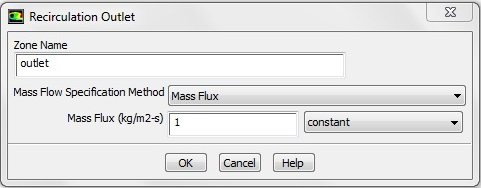 Recirculation Outlet
Zone Name
outlet
Mass Flow Specification Method Mass Flux
Mass Flux (kg/m2-s) 1 constant
OK Cancel Help